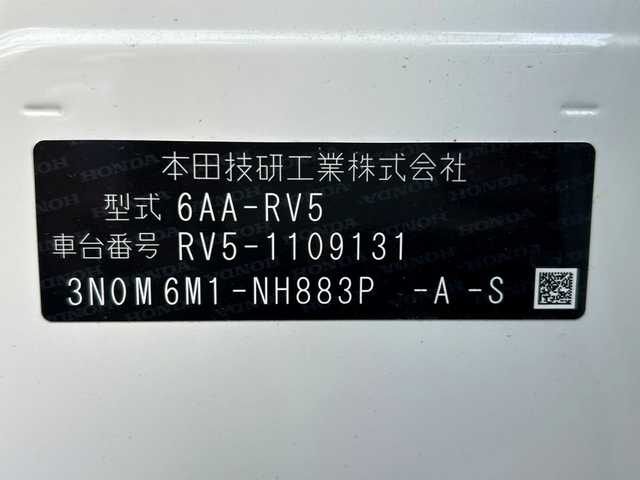 本田技研工業株式会社
型式 6AA-RV5
車台番号 RV5-1109131
3N0M6M1-NH883P -A-S